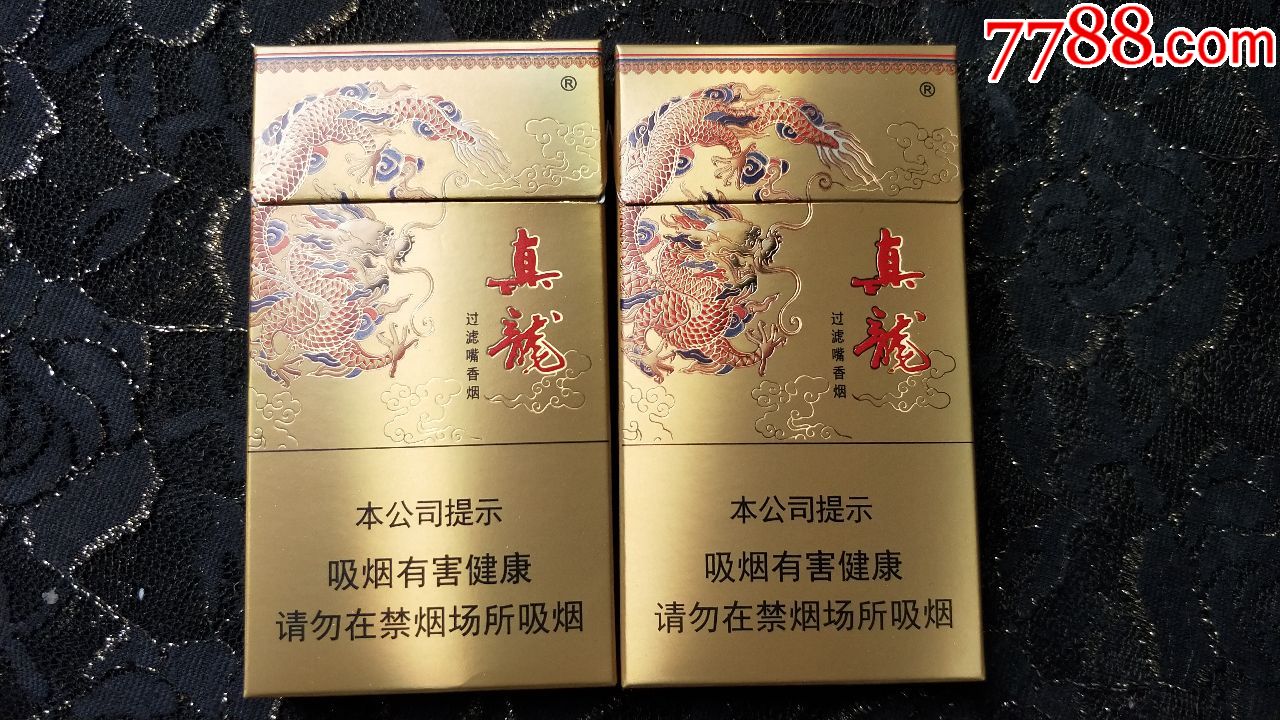 7788.com
®
真龍
过滤嘴香烟
本公司提示
吸烟有害健康
请勿在禁烟场所吸烟
®
真龍
过滤嘴香烟
本公司提示
吸烟有害健康
请勿在禁烟场所吸烟